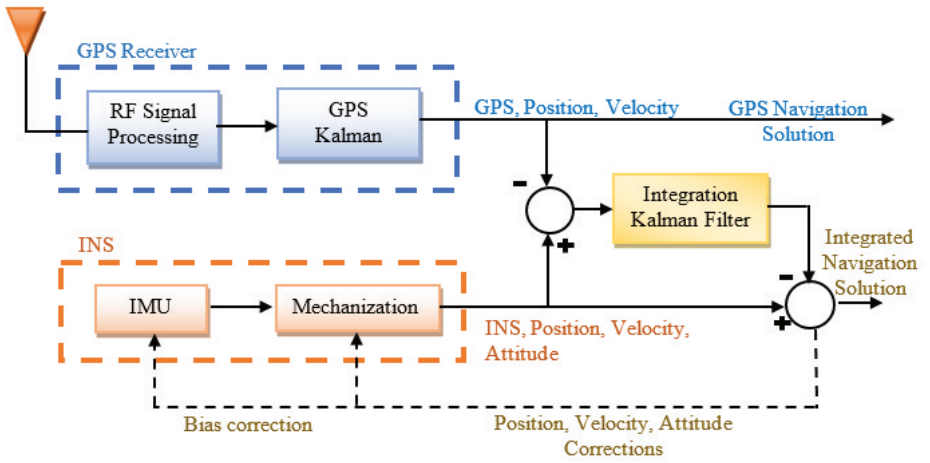 GPS Receiver
RF Signal
Processing
GPS
Kalman
GPS, Position, Velocity
GPS Navigation
Solution
-
+
Integration
Kalman Filter
-
+
Integrated
Navigation
Solution
INS
IMU
Mechanization
INS, Position, Velocity,
Attitude
Bias correction
Position, Velocity, Attitude
Corrections